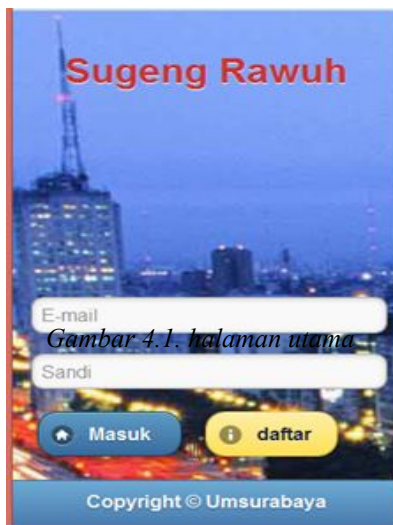 Sugeng Rawuh
E-mail
Gambar 4.1. halaman utama
Sandi
Masuk daftar
Copyright © Umsurabaya